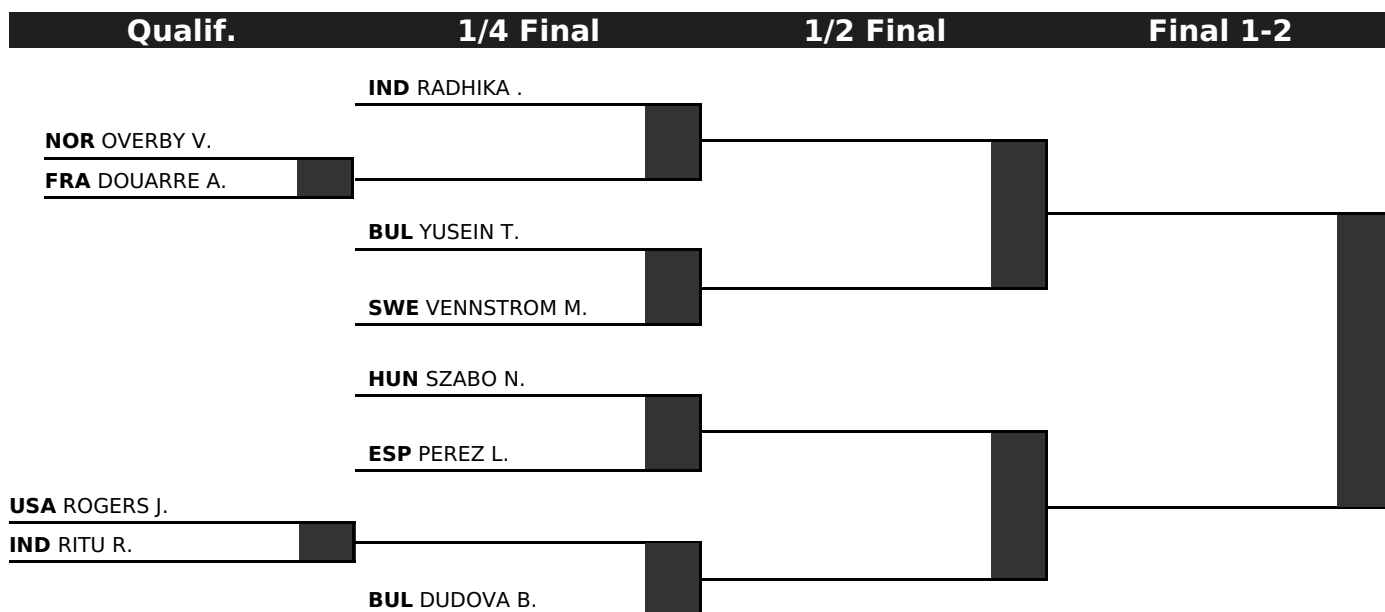 Qualif. 1/4 Final 1/2 Final Final 1-2
IND RADHIKA .
NOR OVERBY V.
FRA DOUARRE A.
BUL YUSEIN T.
SWE VENNSTROM M.
HUN SZABO N.
ESP PEREZ L.
USA ROGERS J.
IND RITU R.
BUL DUDOVA B.